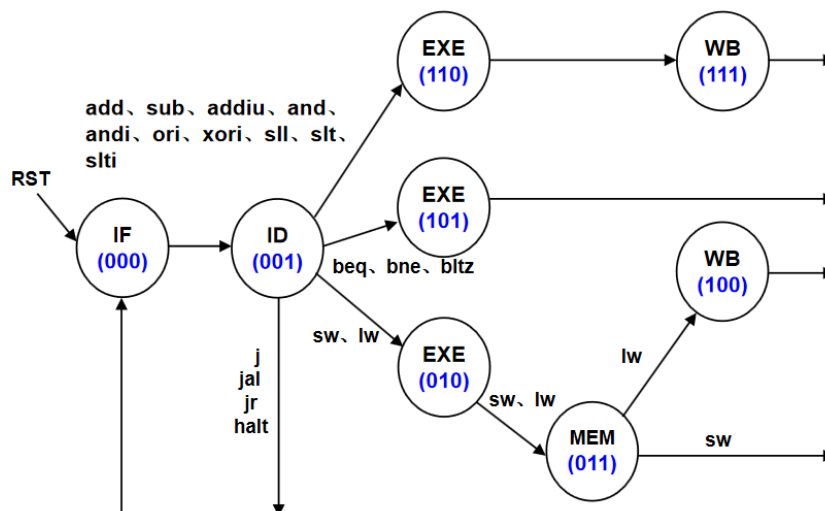 EXE
(110)
WB
(111)
add、sub、addiu、and、
andi、ori、xori、sll、slt、
slti
RST
IF
(000)
ID
(001)
EXE
(101)
beq、bne、bltz
WB
(100)
sw、lw
EXE
(010)
j
jal
jr
halt
sw、lw
lw
MEM
(011)
sw